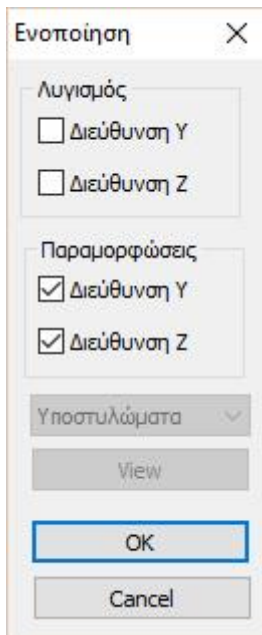 Ενοποίηση
Λυγισμός
Διεύθυνση Y
Διεύθυνση Z
Παραμορφώσεις
Διεύθυνση Y
Διεύθυνση Z
Υποστυλώματα
View
OK
Cancel